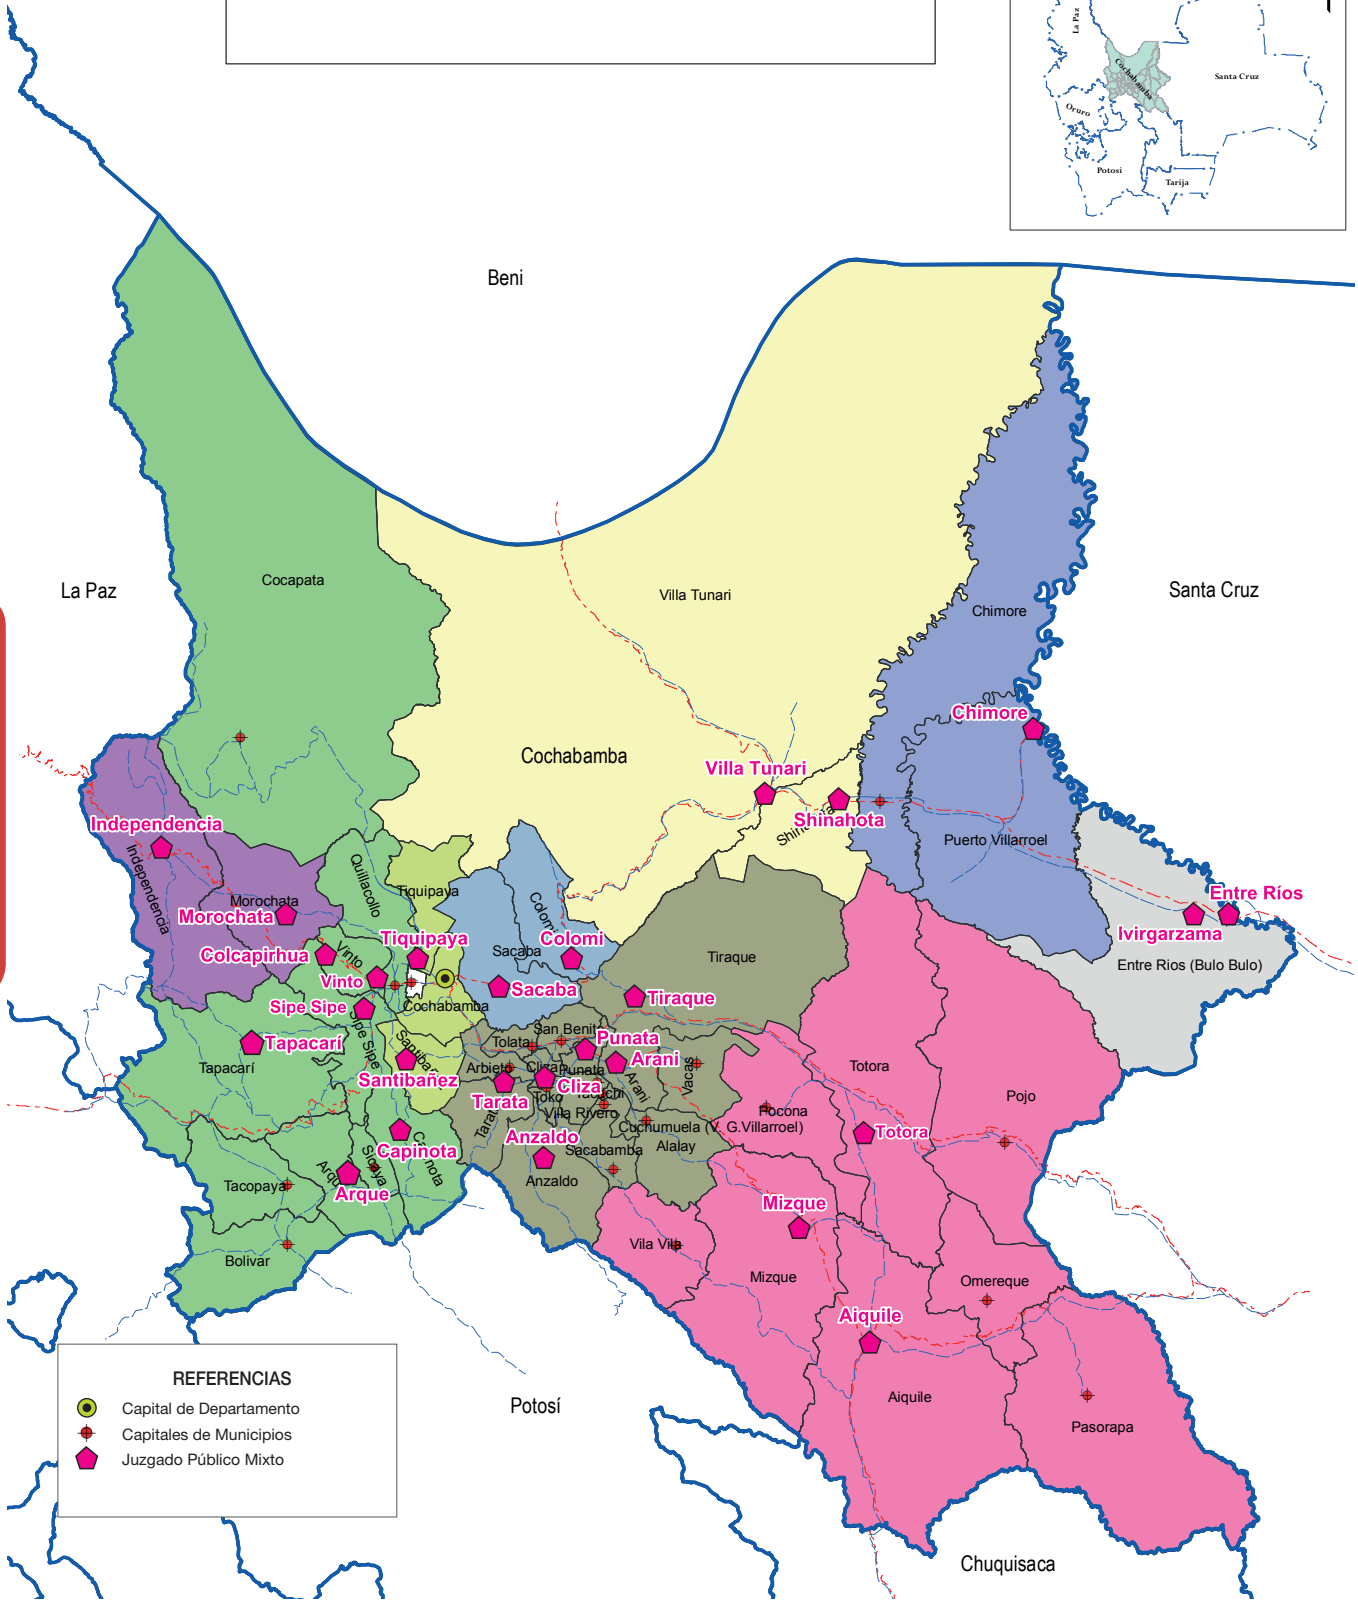 La Paz
Cochabamba
Santa Cruz
Oruro
Potosi
Tarija
Beni
La Paz
Cocapata
Villa Tunari
Santa Cruz
Chimore
Chimore
Cochabamba
Villa Tunari
Shinahota
Puerto Villarroel
Independencia
Independencia
Quillacollo
Tiquipaya
Morochata
Morochata
Colomi
Colomi
Entre Ríos
Ivirgarzama
Entre Rios (Bulo Bulo)
Tiquipaya
Colcapirhua
Vinto
Vinto
Sacaba
Sacaba
Tiraque
Tiraque
Sipe Sipe
Sipe Sipe
Cochabamba
Tapacarí
Tapacarí
San Benito
Tolata
Punata
Punata
Arani
Arani
Vacas
Arbieto
Cliza
Cliza
Santibañez
Tarata
Toko
Villa Rivero
Totora
Totora
Pojo
Pocona
Cuchumuela (V. G.Villarroel)
Alalay
Anzaldo
Anzaldo
Sacabamba
Capinota
Capinota
Sicaya
Arque
Tacopaya
Mizque
Mizque
Vila Vila
Bolivar
Omereque
Aiquile
Aiquile
Pasorapa
REFERENCIAS
Capital de Departamento
Capitales de Municipios
Juzgado Público Mixto
Potosí
Chuquisaca